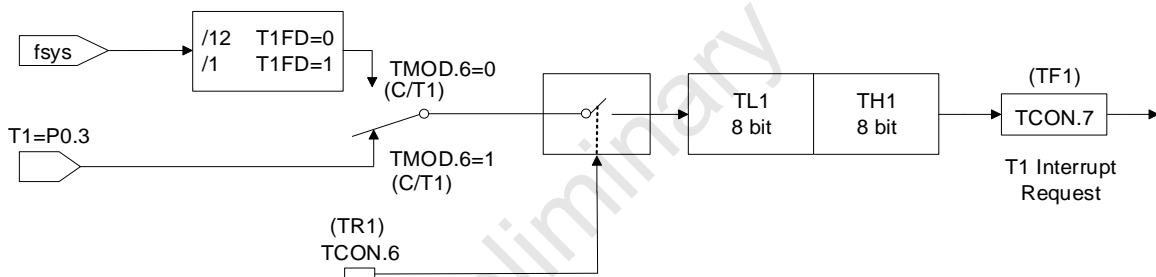 fsys
/12 T1FD=0
/1 T1FD=1
TMOD.6=0
(C/T1)
T1=P0.3
TMOD.6=1
(C/T1)
(TR1)
TCON.6
TL1
8 bit
TH1
8 bit
(TF1)
TCON.7
T1 Interrupt
Request